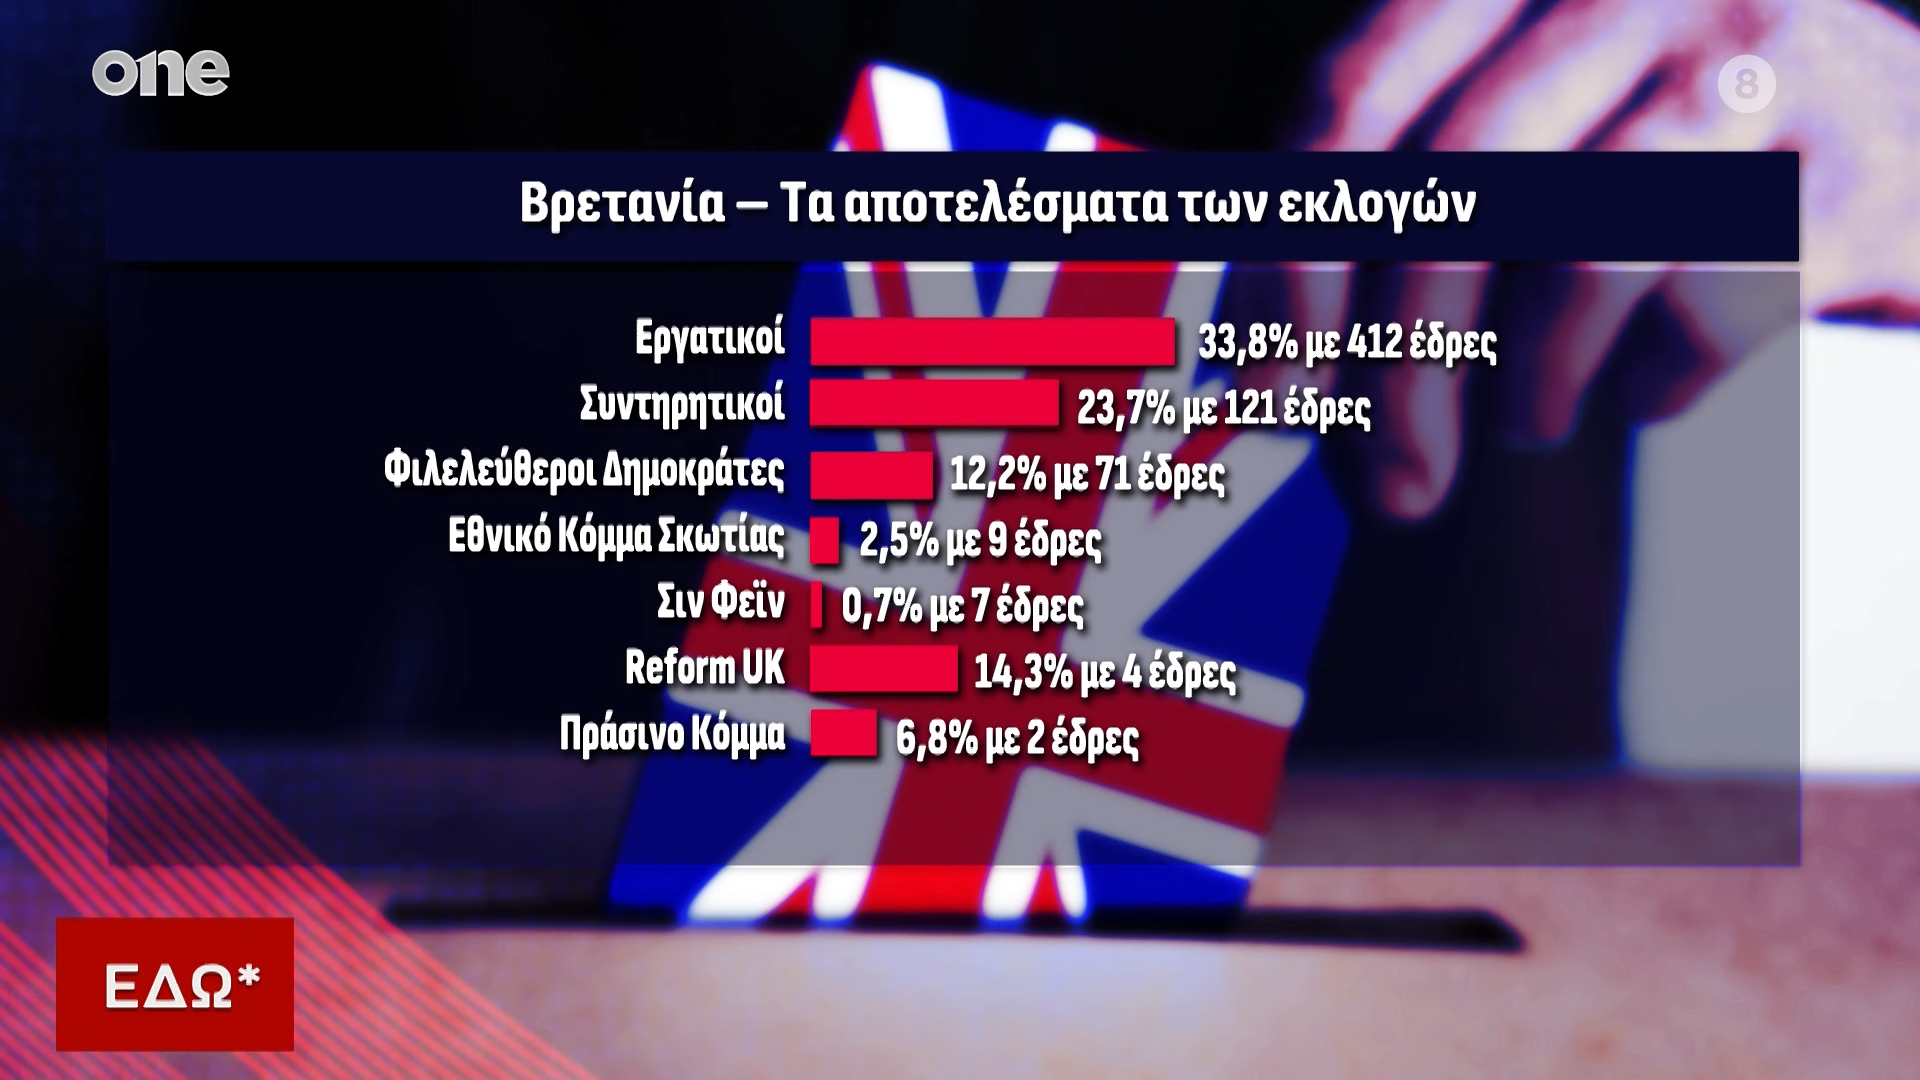 one
8
Βρετανία – Τα αποτελέσματα των εκλογών
Εργατικοί 33,8% με 412 έδρες
Συντηρητικοί 23,7% με 121 έδρες
Φιλελεύθεροι Δημοκράτες 12,2% με 71 έδρες
Εθνικό Κόμμα Σκωτίας 2,5% με 9 έδρες
Σιν Φεϊν 0,7% με 7 έδρες
Reform UK 14,3% με 4 έδρες
Πράσινο Κόμμα 6,8% με 2 έδρες
ΕΔΩ*